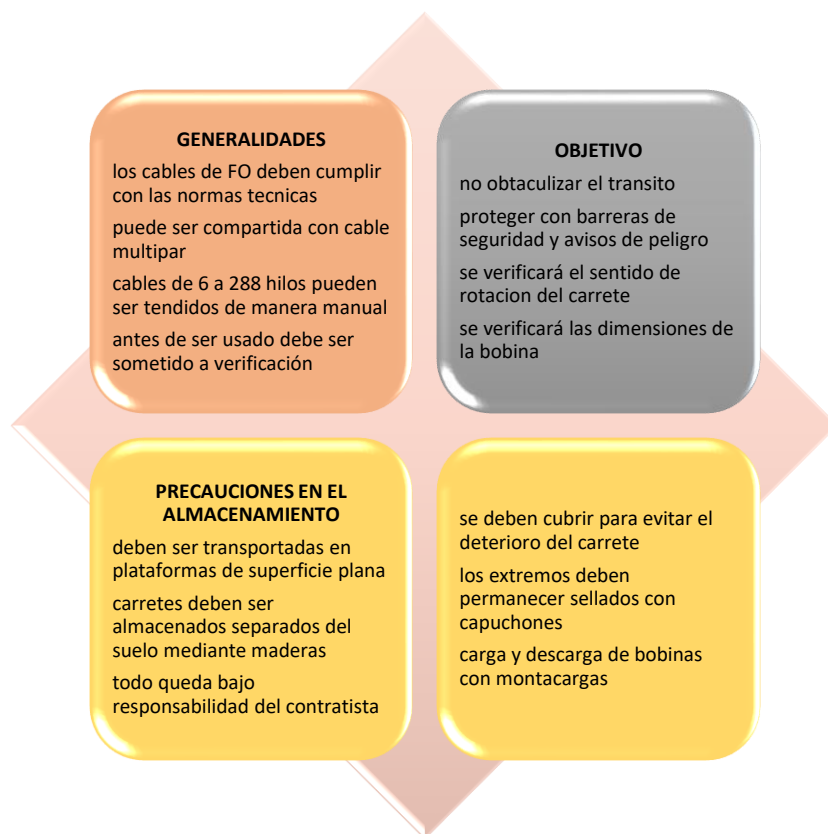 GENERALIDADES
los cables de FO deben cumplir
con las normas tecnicas
puede ser compartida con cable
multipar
cables de 6 a 288 hilos pueden
ser tendidos de manera manual
antes de ser usado debe ser
sometido a verificación
OBJETIVO
no obtaculizar el transito
proteger con barreras de
seguridad y avisos de peligro
se verificará el sentido de
rotacion del carrete
se verificará las dimensiones de
la bobina
PRECAUCIONES EN EL
ALMACENAMIENTO
deben ser transportadas en
plataformas de superficie plana
carretes deben ser
almacenados separados del
suelo mediante maderas
todo queda bajo
responsabilidad del contratista
se deben cubrir para evitar el
deterioro del carrete
los extremos deben
permanecer sellados con
capuchones
carga y descarga de bobinas
con montacargas